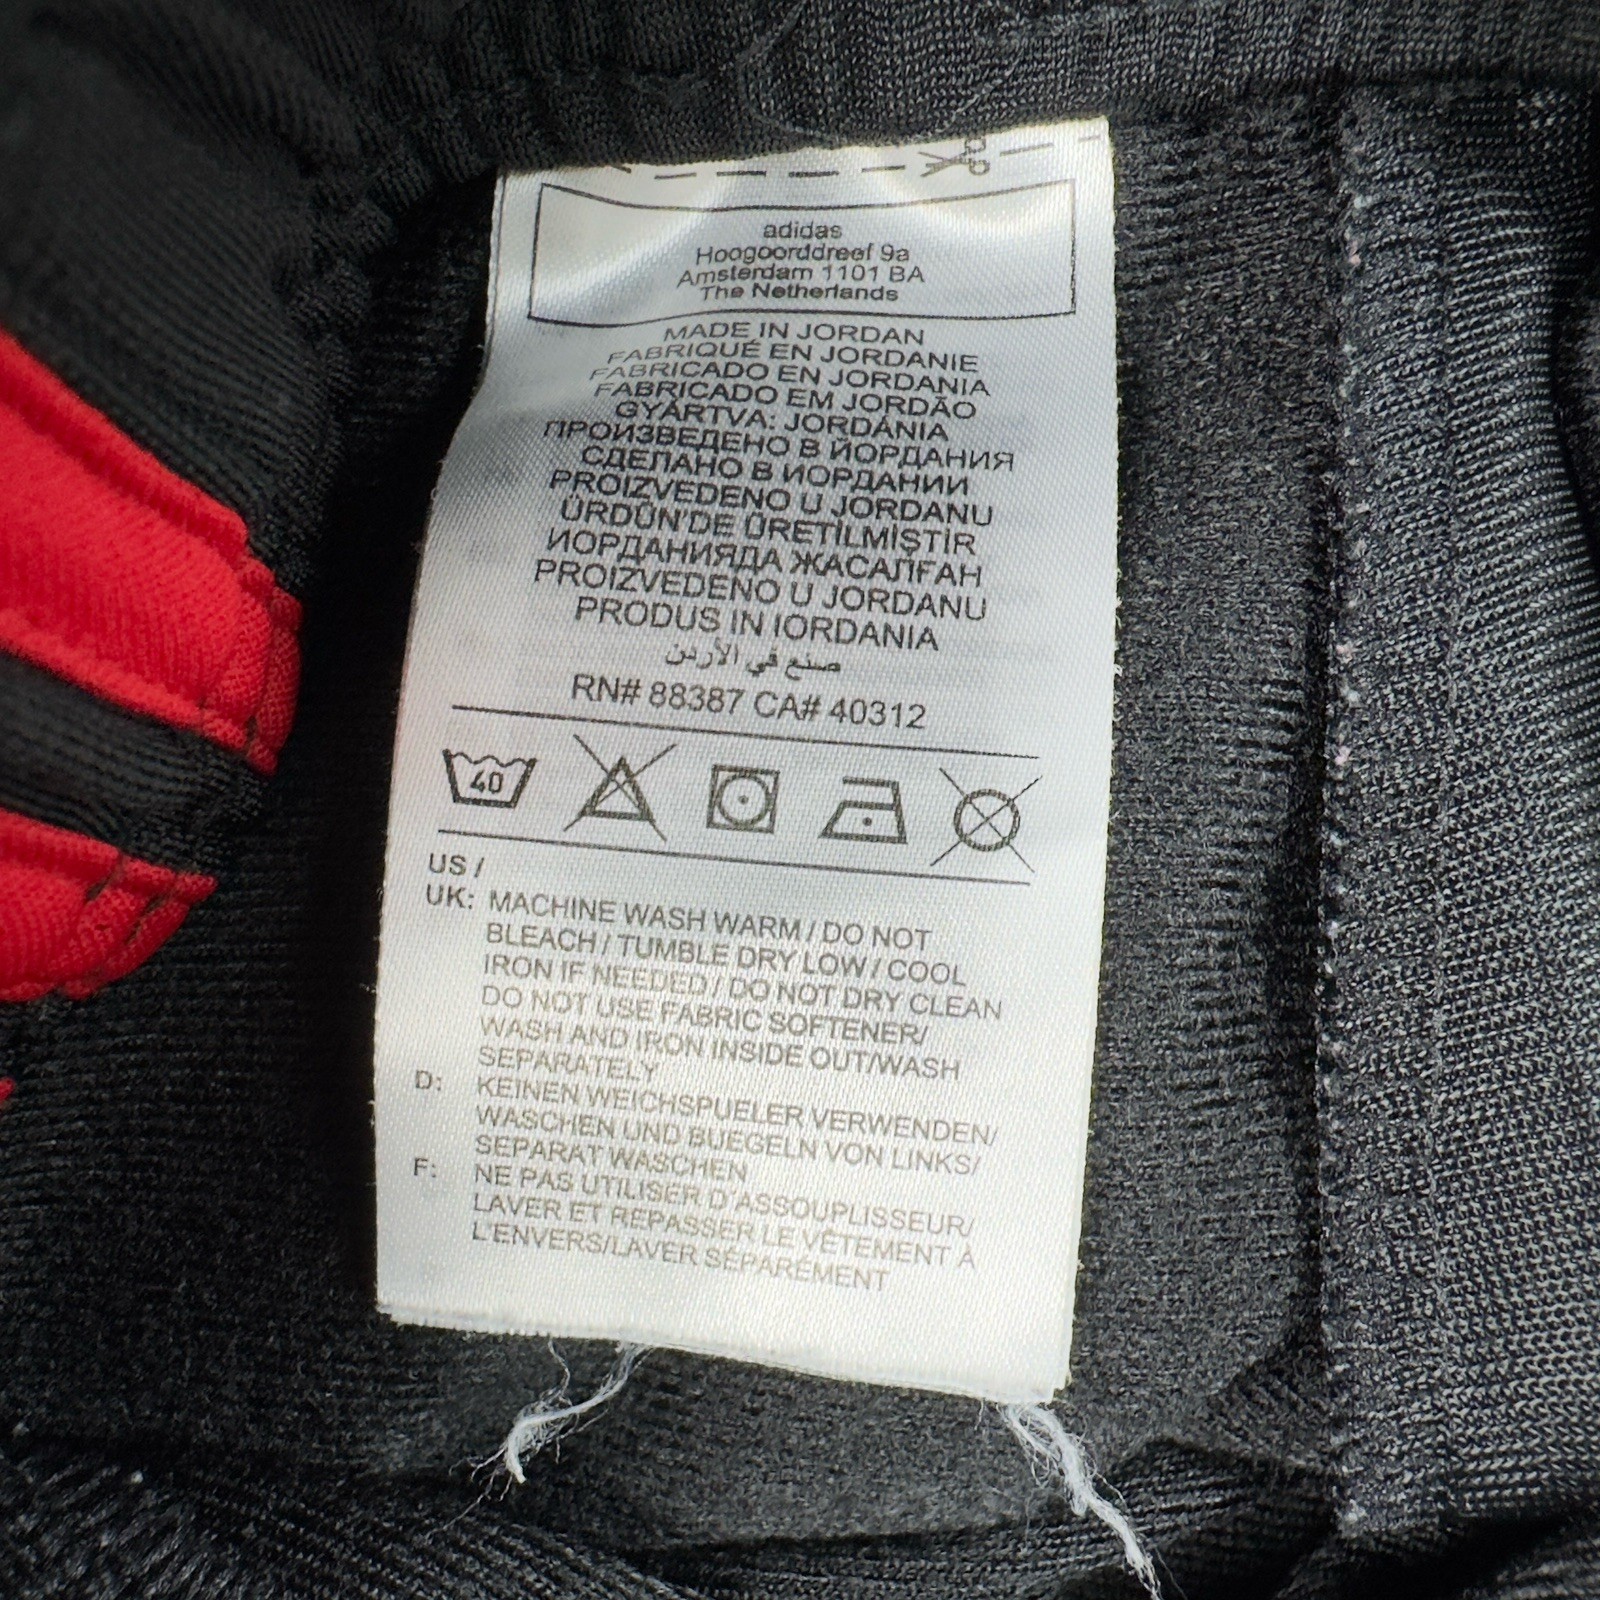 adidas
Hoogoorddreef 9a
Amsterdam 1101 BA
The Netherlands
MADE IN JORDAN
FABRIQUÉ EN JORDANIE
FABRICADO EN JORDANIA
FABRICADO EM JORDÃO
GYÁRTVA: JORDÁNIA
ПРОИЗВЕДЕНО В ЙОРДАНИЯ
СДЕЛАНО В ИОРДАНИИ
PROIZVEDENO U JORDANU
ÜRDÜN'DE ÜRETİLMİŞTİR
ИОРДАНИЯДА ЖАСАЛҒАН
PROIZVEDENO U JORDANU
PRODUS IN IORDANIA
صنع في الأردن
RN# 88387 CA# 40312
40
US /
UK: MACHINE WASH WARM / DO NOT
BLEACH / TUMBLE DRY LOW / COOL
IRON IF NEEDED / DO NOT DRY CLEAN
DO NOT USE FABRIC SOFTENER/
WASH AND IRON INSIDE OUT/WASH
SEPARATELY
D: KEINEN WEICHSPUELER VERWENDEN/
WASCHEN UND BUEGELN VON LINKS/
SEPARAT WASCHEN
F: NE PAS UTILISER D'ASSOUPLISSEUR/
LAVER ET REPASSER LE VÊTEMENT À
L'ENVERS/LAVER SÉPARÉMENT